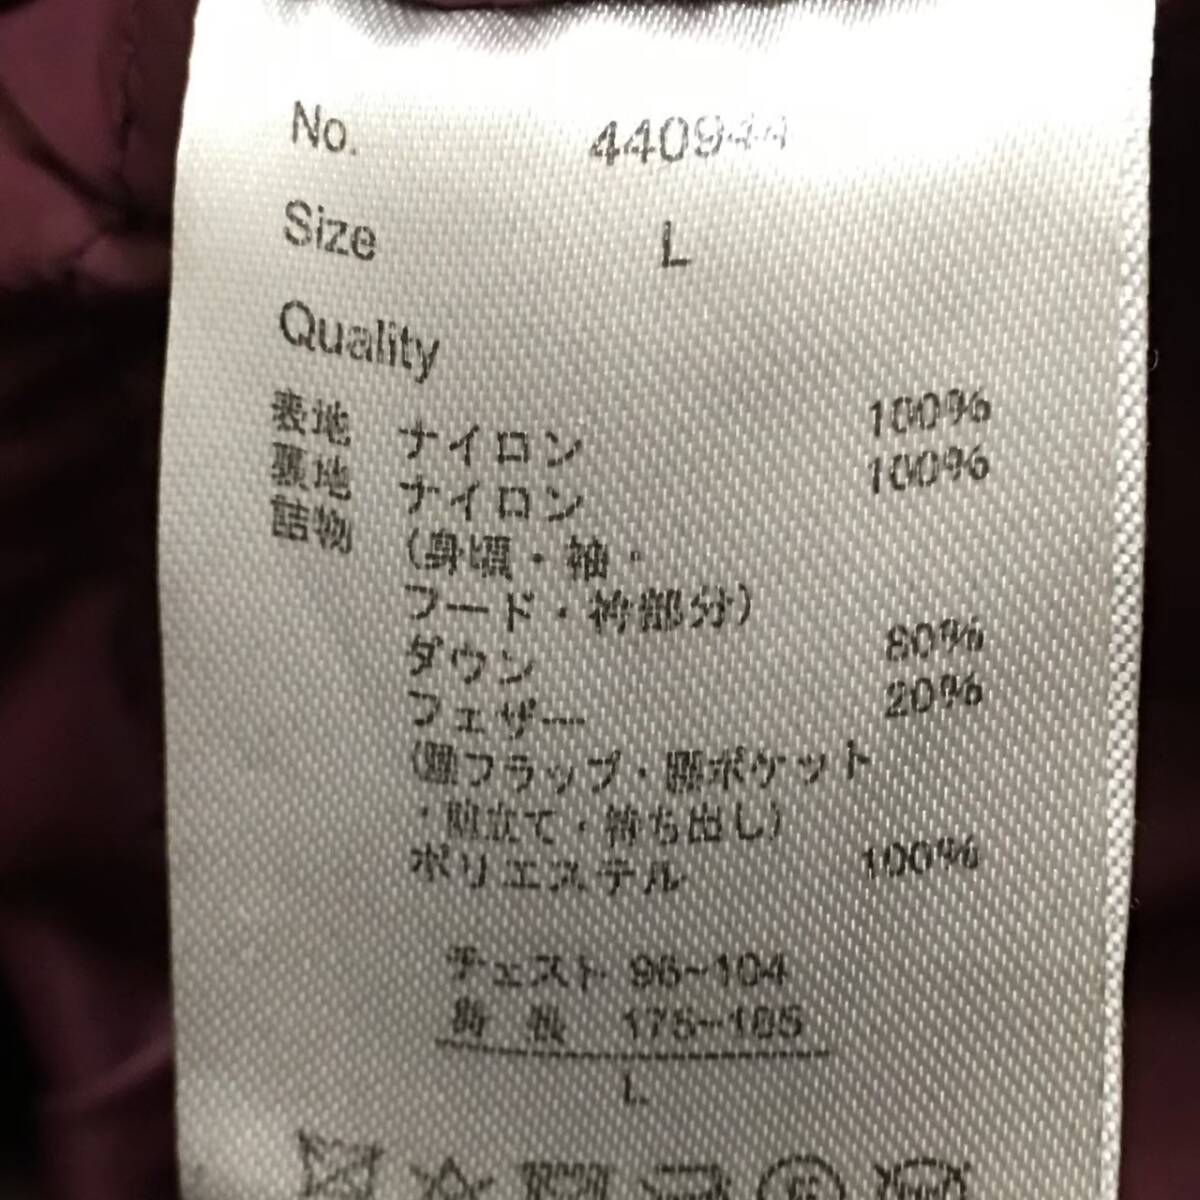 No. 440944
Size L
Quality
表地 ナイロン 100%
裏地 ナイロン 100%
詰物 (身頃・袖・
フード・衿部分)
ダウン 80%
フェザー 20%
(腰フラップ・腰ポケット
・前立て・持ち出し)
ポリエステル 100%
チェスト 96~104
身 長 175~185
L